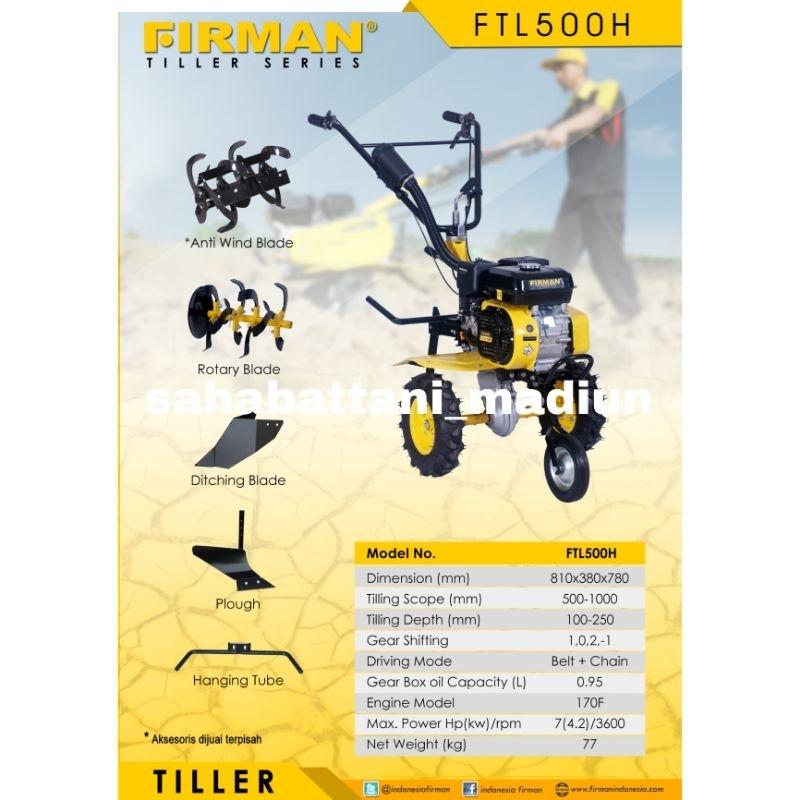 FIRMAN®
TILLER SERIES
FTL500H
*Anti Wind Blade
Rotary Blade
Ditching Blade
Plough
Hanging Tube
* Aksesoris dijual terpisah
FIRMAN
sahabattani_madiun
Model No. FTL500H
Dimension (mm) 810x380x780
Tilling Scope (mm) 500-1000
Tilling Depth (mm) 100-250
Gear Shifting 1,0,2,-1
Driving Mode Belt + Chain
Gear Box oil Capacity (L) 0.95
Engine Model 170F
Max. Power Hp(kw)/rpm 7(4.2)/3600
Net Weight (kg) 77
TILLER
@indonesiafirman
indonesia firman
www.firmanindonesia.com